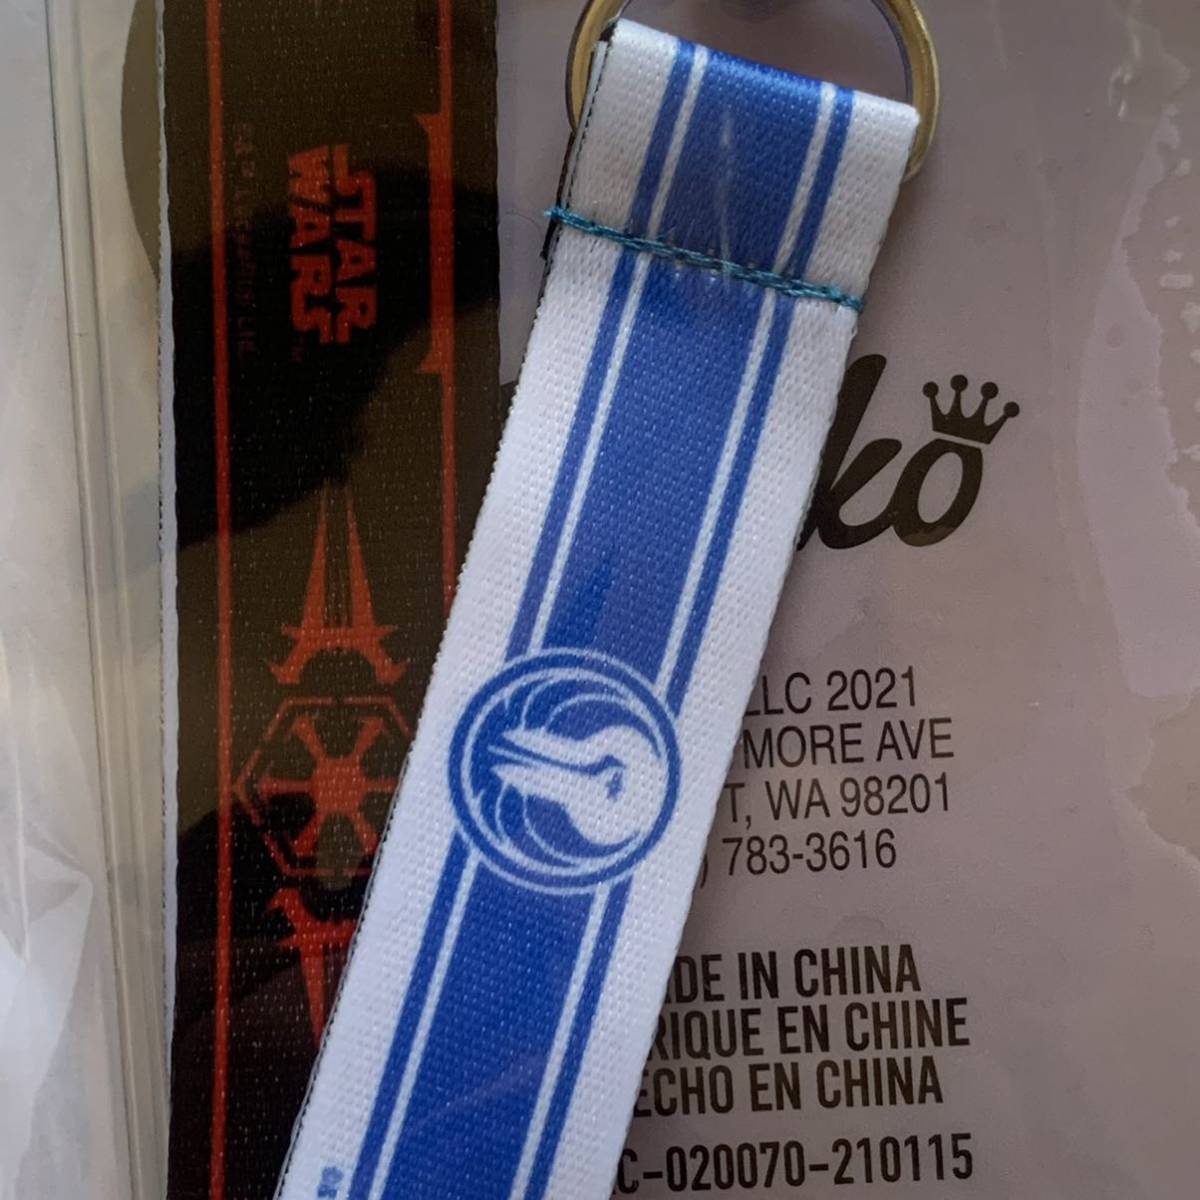 STAR
WARS
ko
LLC 2021
MORE AVE
T, WA 98201
) 783-3616
DE IN CHINA
RIQUE EN CHINE
ECHO EN CHINA
C-020070-210115